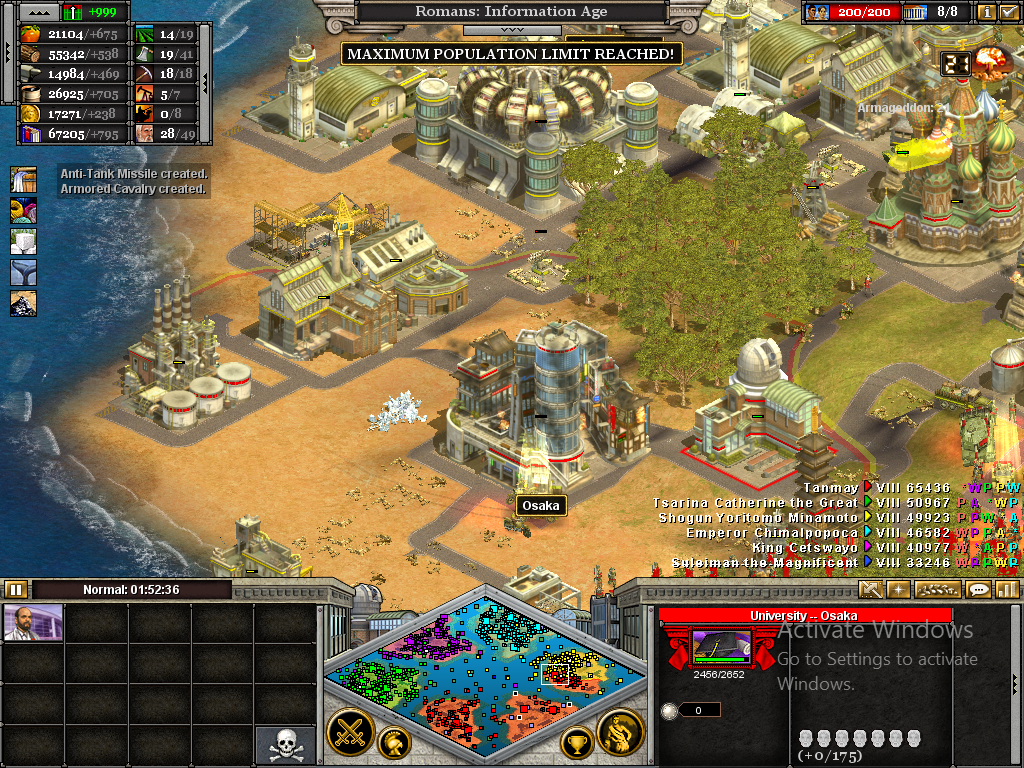 +999
Romans: Information Age
200/200
8/8
21104/+675
14/19
MAXIMUM POPULATION LIMIT REACHED!
55342/+538
19/41
14984/+469
18/18
26925/+705
5/7
17271/+238
0/8
Armageddon: 21
67205/+795
28/49
Anti-Tank Missile created.
Armored Cavalry created.
Osaka
Tanmay VIII 65436
Tsarina Catherine the Great VIII 50967
Shogun Yoritomo Minamoto VIII 49923
Emperor Chimalpopoca VIII 46582
King Cetswayo VIII 40977
Suleiman the Magnificent VIII 33246
Normal: 01:52:36
University -- Osaka
Activate Windows
Go to Settings to activate
Windows.
2456/2652
0
(+0/175)